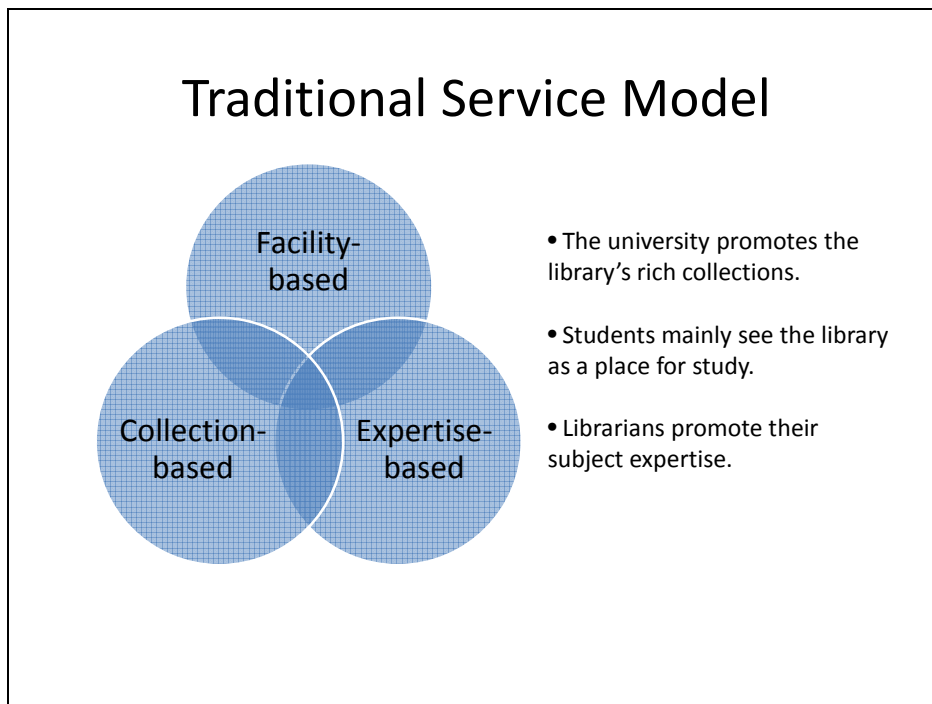 Traditional Service Model
Facility-
based
Collection-
based
Expertise-
based
• The university promotes the
library’s rich collections.
• Students mainly see the library
as a place for study.
• Librarians promote their
subject expertise.